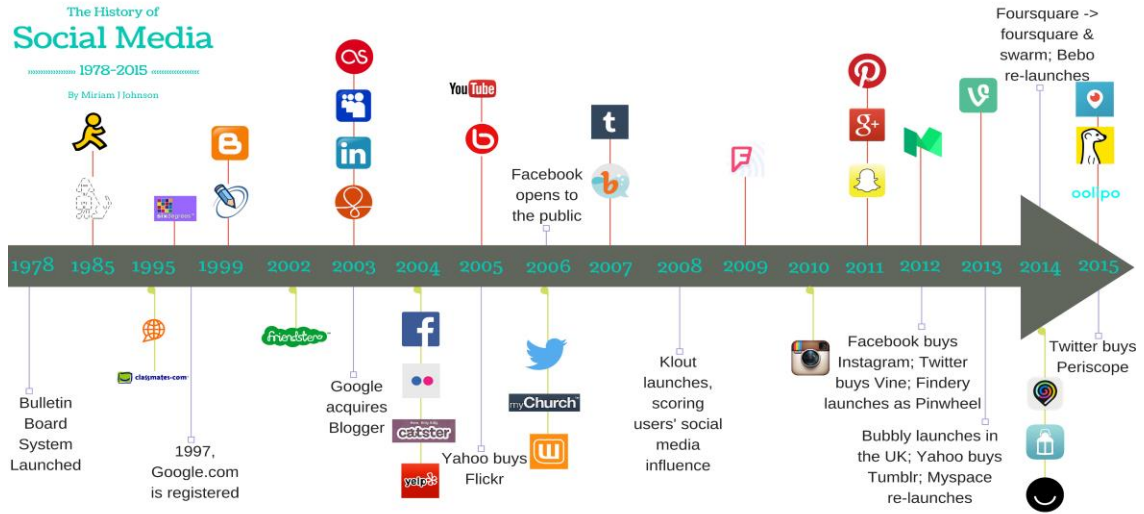 The History of
Social Media
1978-2015
By Miriam J Johnson
Foursquare ->
foursquare &
swarm; Bebo
re-launches
You Tube
Facebook
opens to
the public
oolipo
1978 1985 1995 1999 2002 2003 2004 2005 2006 2007 2008 2009 2010 2011 2012 2013 2014 2015
Bulletin
Board
System
Launched
classmates.com
1997,
Google.com
is registered
friendster
Google
acquires
Blogger
catster
yelp
Yahoo buys
Flickr
myChurch
Klout
launches,
scoring
users' social
media
influence
Facebook buys
Instagram; Twitter
buys Vine; Findery
launches as Pinwheel
Bubbly launches in
the UK; Yahoo buys
Tumblr; Myspace
re-launches
Twitter buys
Periscope